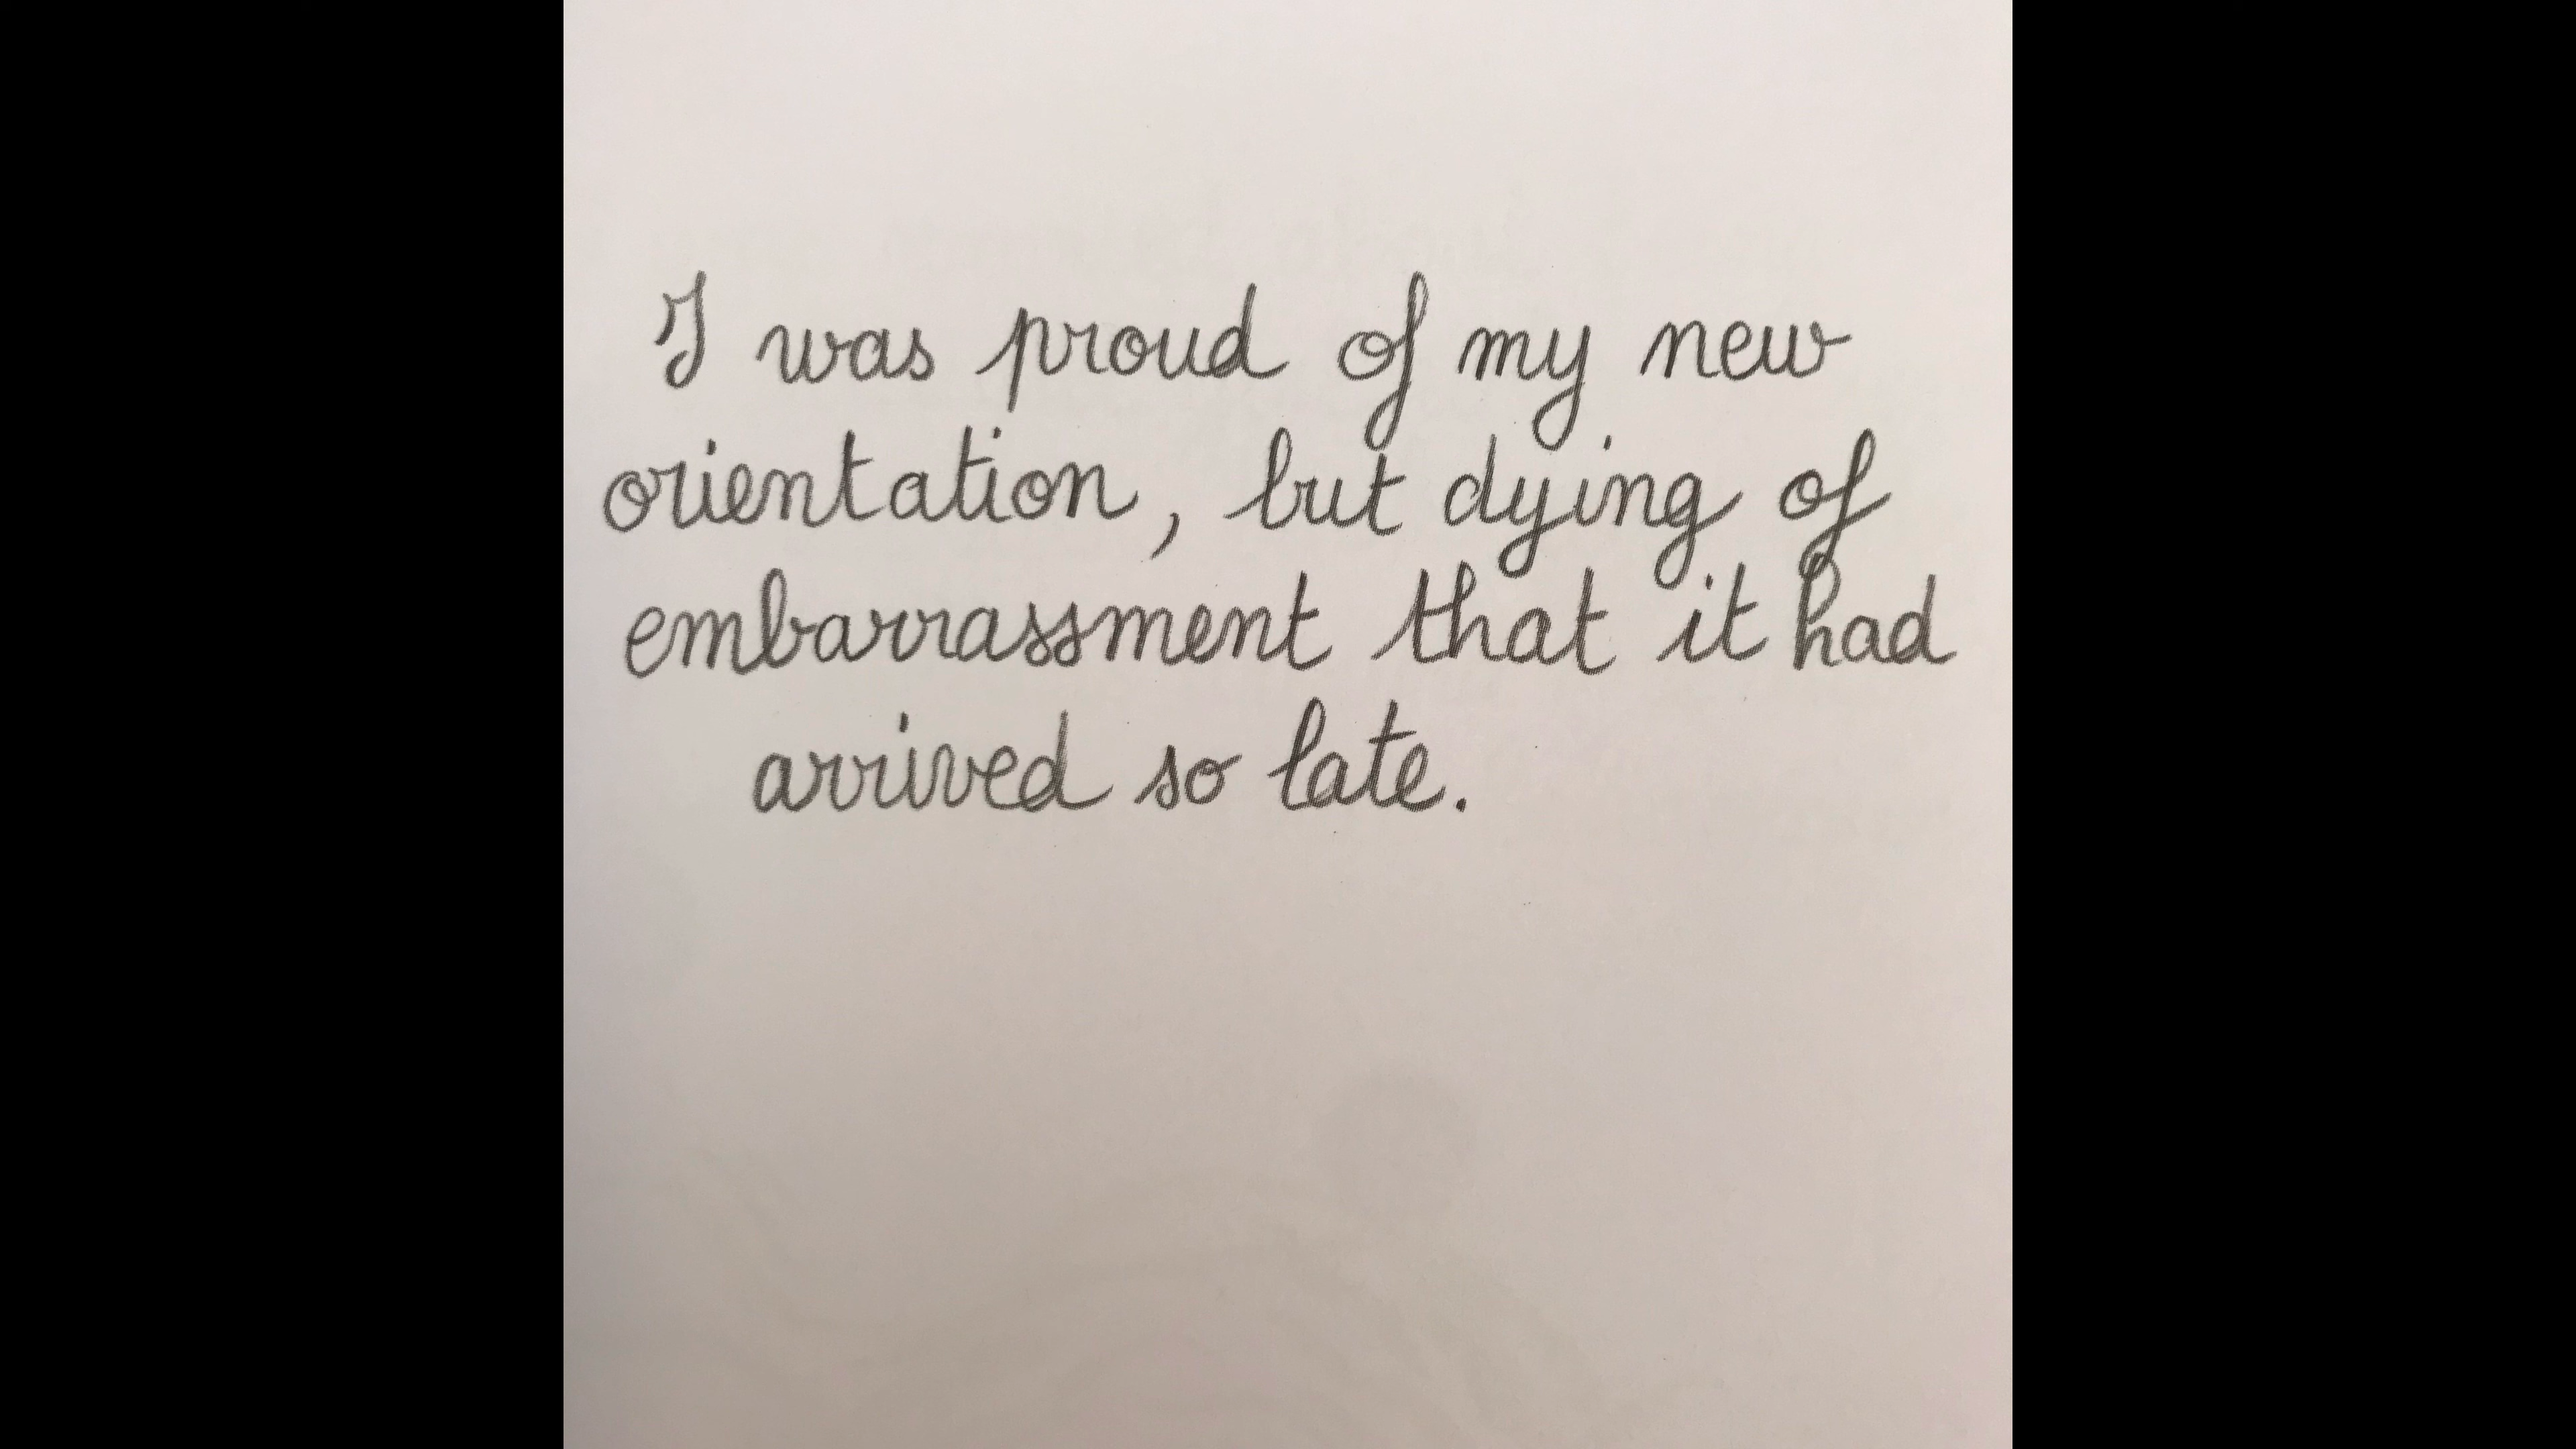 I was proud of my new
orientation, but dying of
embarrassment that it had
arrived so late.